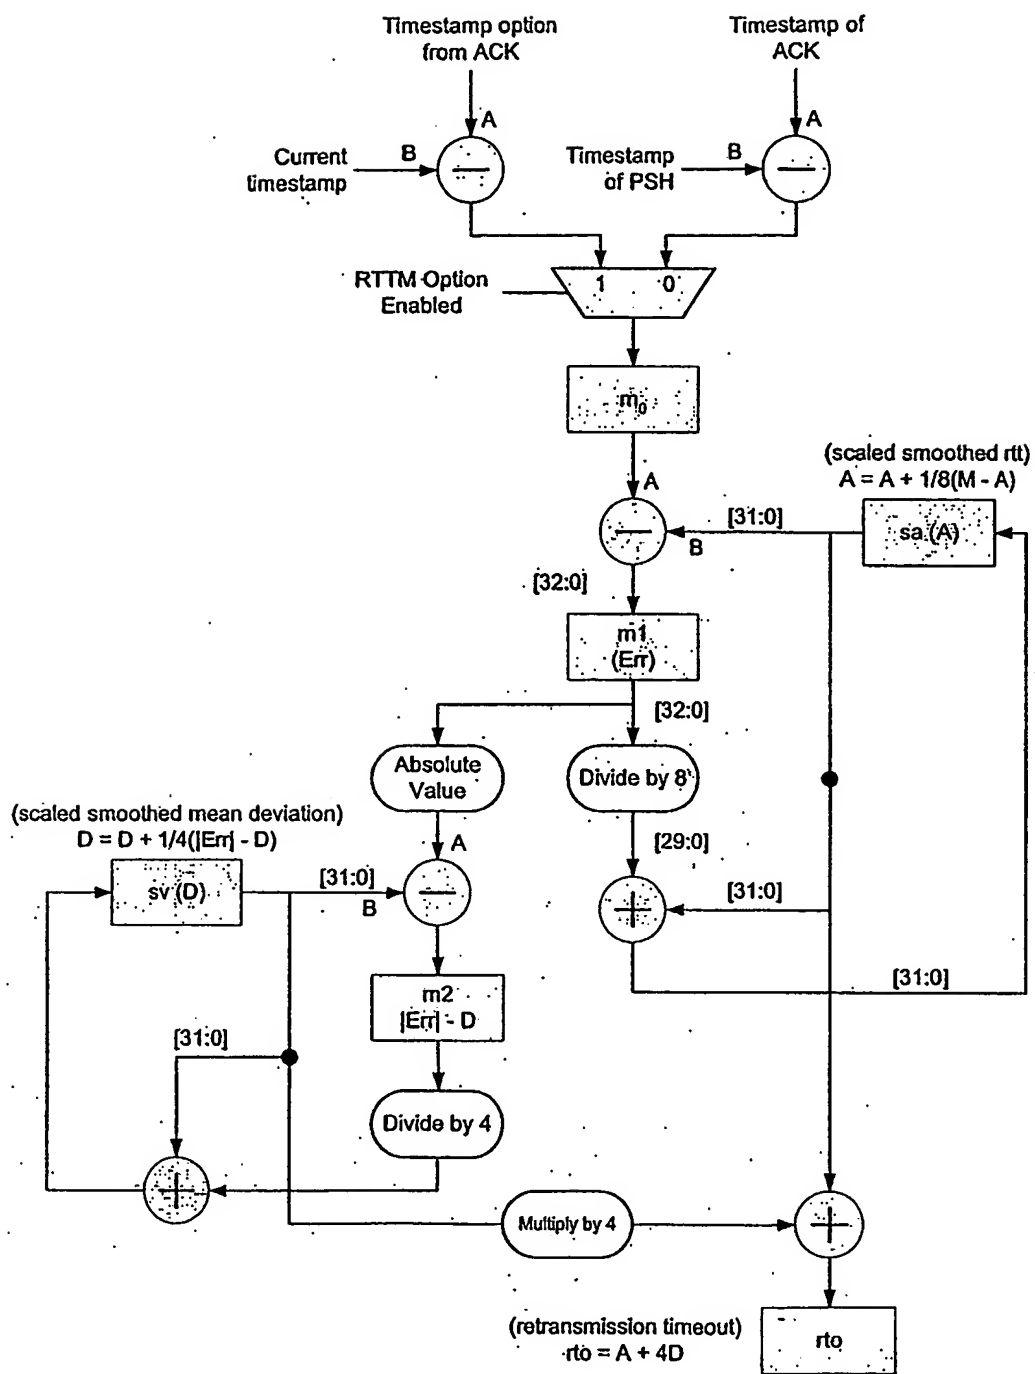 Timestamp option
from ACK
Timestamp of
ACK
A
A
Current
timestamp
B
Timestamp
of PSH
B
RTTM Option
Enabled
1
0
m₀
A
(scaled smoothed rtt)
A = A + 1/8(M - A)
[31:0]
B
sa (A)
[32:0]
m1
(Err)
[32:0]
Absolute
Value
Divide by 8
(scaled smoothed mean deviation)
D = D + 1/4(|Err| - D)
A
[29:0]
sv (D)
[31:0]
B
[31:0]
[31:0]
m2
|Err| - D
[31:0]
Divide by 4
Multiply by 4
(retransmission timeout)
rto = A + 4D
rto